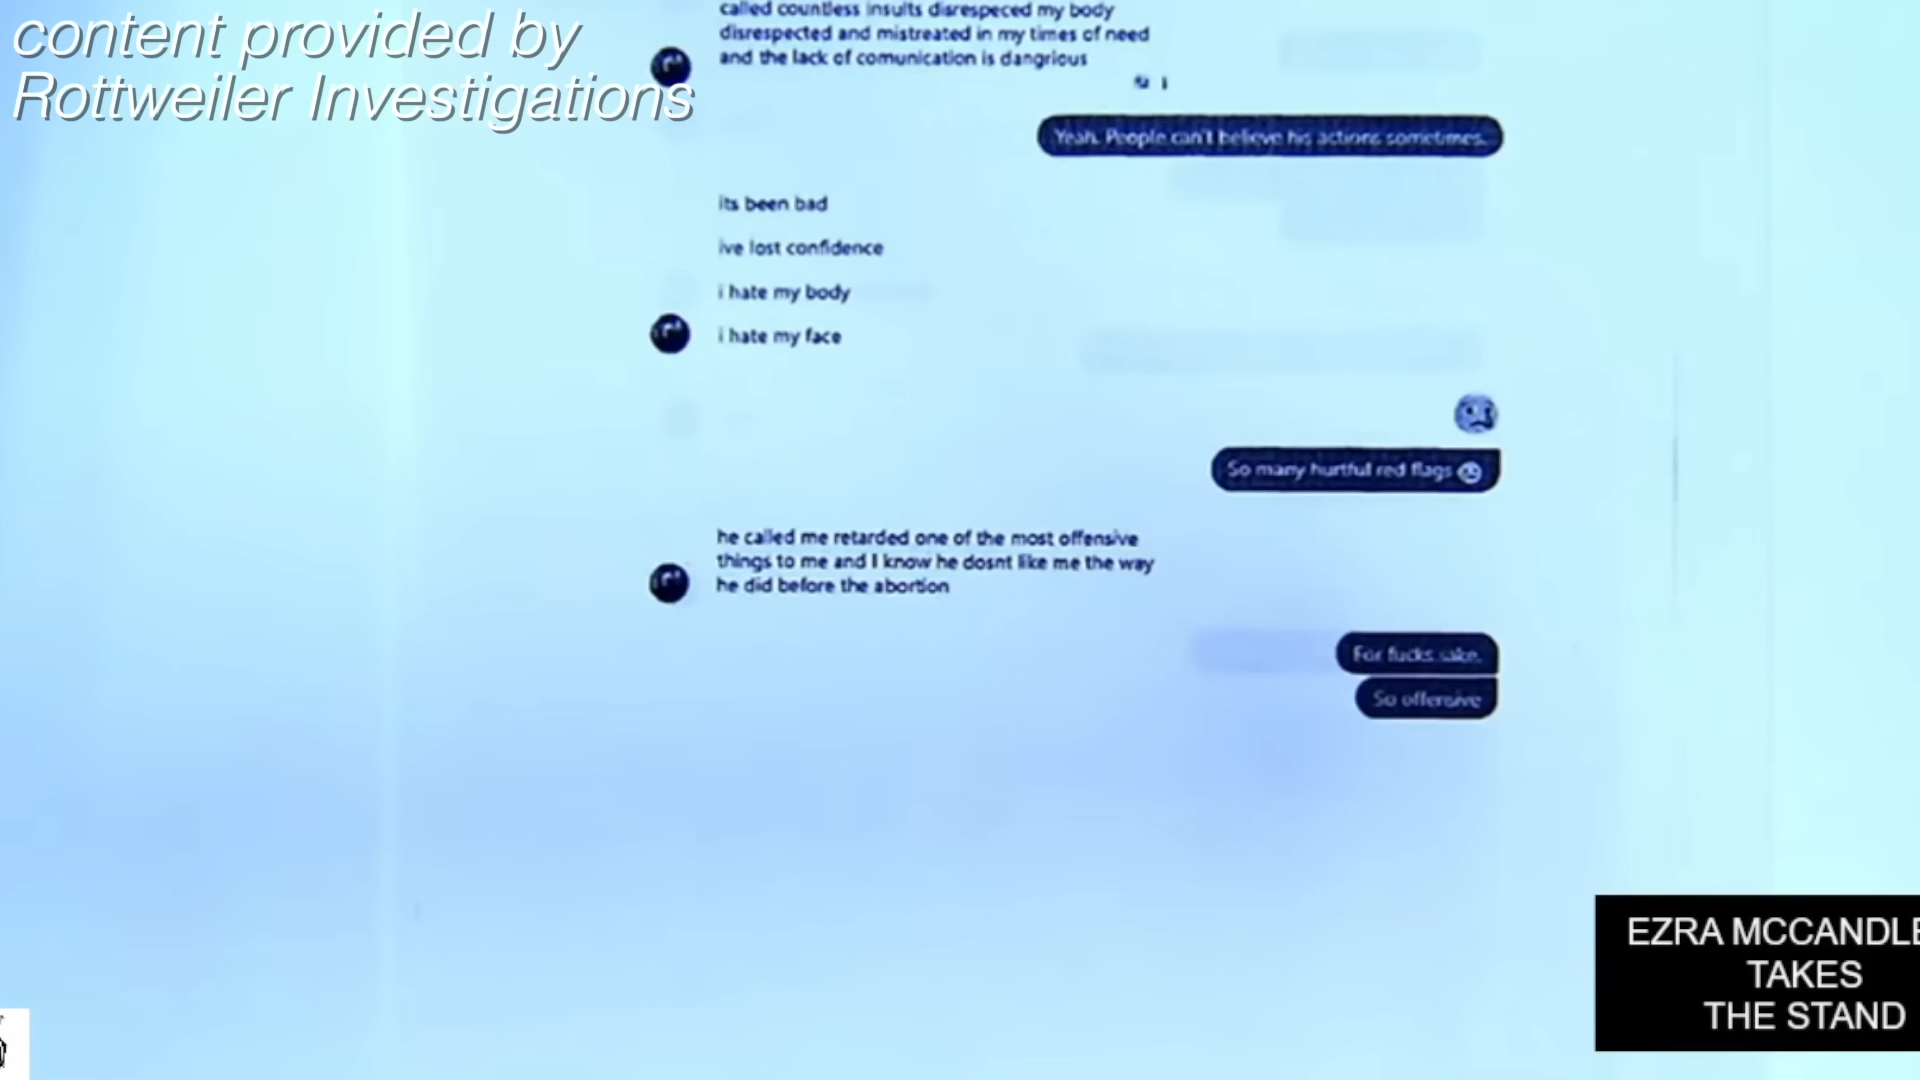 content provided by
Rottweiler Investigations
called countless insults disrespeced my body
disrespected and mistreated in my times of need
and the lack of comunication is dangrious
Yeah. People can't believe his actions sometimes.
its been bad
ive lost confidence
i hate my body
i hate my face
So many hurtful red flags
he called me retarded one of the most offensive
things to me and I know he dosnt like me the way
he did before the abortion
For fucks sake.
So offensive
EZRA MCCANDLE
TAKES
THE STAND